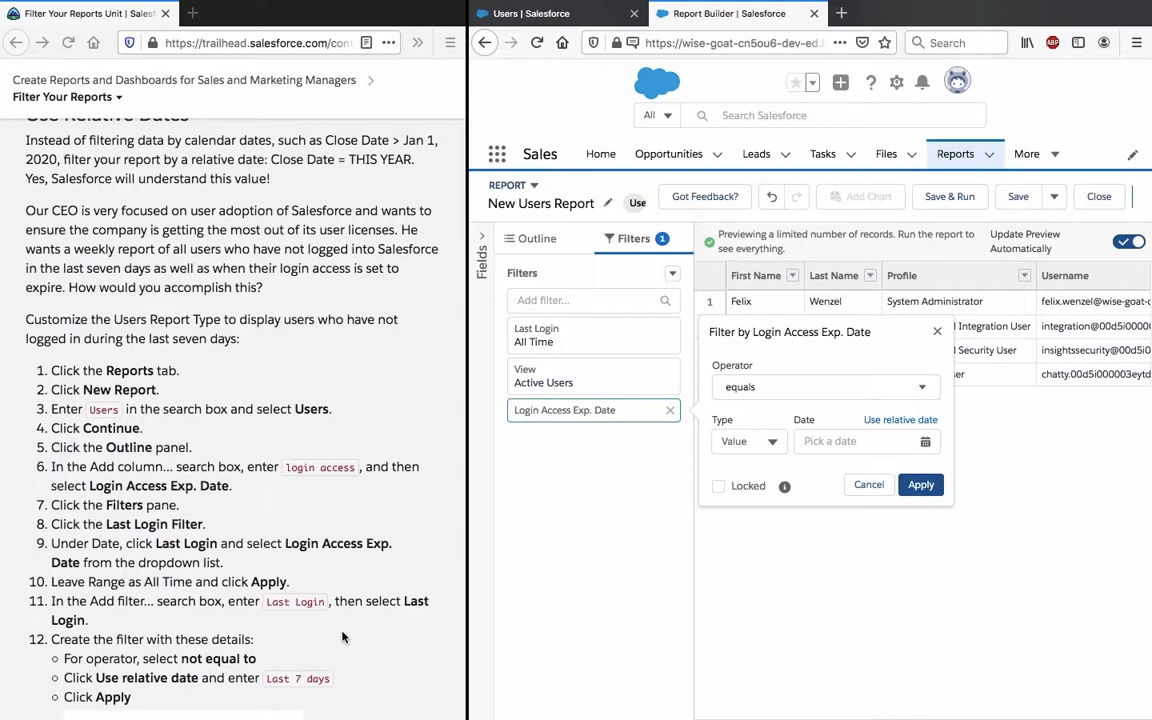 Filter Your Reports Unit | Salesf
https://trailhead.salesforce.com/con
Create Reports and Dashboards for Sales and Marketing Managers
Filter Your Reports
Use Relative Dates
Instead of filtering data by calendar dates, such as Close Date > Jan 1,
2020, filter your report by a relative date: Close Date = THIS YEAR.
Yes, Salesforce will understand this value!
Our CEO is very focused on user adoption of Salesforce and wants to
ensure the company is getting the most out of its user licenses. He
wants a weekly report of all users who have not logged into Salesforce
in the last seven days as well as when their login access is set to
expire. How would you accomplish this?
Customize the Users Report Type to display users who have not
logged in during the last seven days:
1. Click the Reports tab.
2. Click New Report.
3. Enter Users in the search box and select Users.
4. Click Continue.
5. Click the Outline panel.
6. In the Add column... search box, enter login access, and then
select Login Access Exp. Date.
7. Click the Filters pane.
8. Click the Last Login Filter.
9. Under Date, click Last Login and select Login Access Exp.
Date from the dropdown list.
10. Leave Range as All Time and click Apply.
11. In the Add filter... search box, enter Last Login, then select Last
Login.
12. Create the filter with these details:
For operator, select not equal to
Click Use relative date and enter Last 7 days
Click Apply
Users | Salesforce
Report Builder | Salesforce
https://wise-goat-cn5ou6-dev-ed.l
Search
ABP
All
Search Salesforce
Sales
Home
Opportunities
Leads
Tasks
Files
Reports
More
REPORT
New Users Report
Use
Got Feedback?
Add Chart
Save & Run
Save
Close
Fields
Outline
Filters 1
Previewing a limited number of records. Run the report to
see everything.
Update Preview
Automatically
Filters
Add filter...
Last Login
All Time
View
Active Users
Login Access Exp. Date
First Name
Last Name
Profile
Username
1
Felix
Wenzel
System Administrator
felix.wenzel@wise-goat-c
Integration User
integration@00d5i0000
Security User
insightssecurity@00d5i
chatty.00d5i000003eytd
Filter by Login Access Exp. Date
Operator
equals
Type
Date
Use relative date
Value
Pick a date
Locked
Cancel
Apply